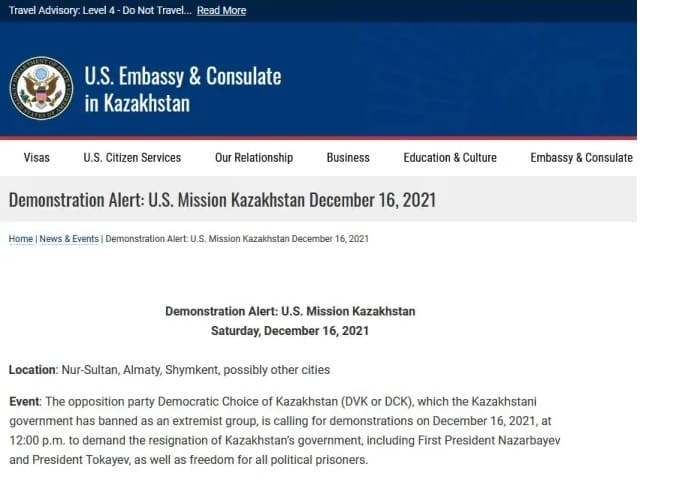 Travel Advisory: Level 4 - Do Not Travel... Read More
U.S. Embassy & Consulate
in Kazakhstan
Visas U.S. Citizen Services Our Relationship Business Education & Culture Embassy & Consulate
Demonstration Alert: U.S. Mission Kazakhstan December 16, 2021
Home | News & Events | Demonstration Alert: U.S. Mission Kazakhstan December 16, 2021
Demonstration Alert: U.S. Mission Kazakhstan
Saturday, December 16, 2021
Location: Nur-Sultan, Almaty, Shymkent, possibly other cities
Event: The opposition party Democratic Choice of Kazakhstan (DVK or DCK), which the Kazakhstani
government has banned as an extremist group, is calling for demonstrations on December 16, 2021, at
12:00 p.m. to demand the resignation of Kazakhstan's government, including First President Nazarbayev
and President Tokayev, as well as freedom for all political prisoners.